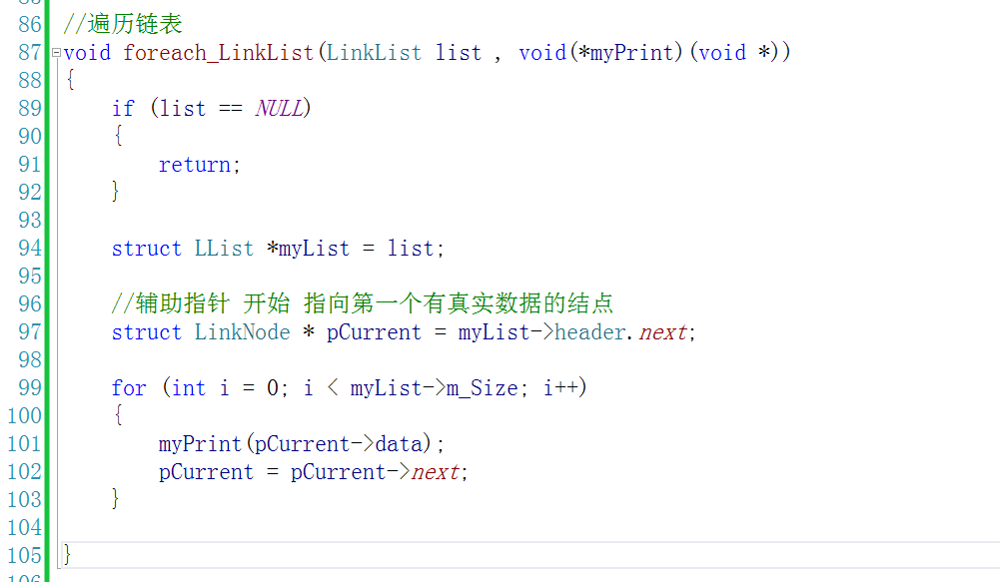 86 //遍历链表
87 void foreach_LinkList(LinkList list , void(*myPrint)(void *))
88 {
89 if (list == NULL)
90 {
91 return;
92 }
93
94 struct LList *myList = list;
95
96 //辅助指针 开始 指向第一个有真实数据的结点
97 struct LinkNode * pCurrent = myList->header.next;
98
99 for (int i = 0; i < myList->m_Size; i++)
100 {
101 myPrint(pCurrent->data);
102 pCurrent = pCurrent->next;
103 }
104
105 }